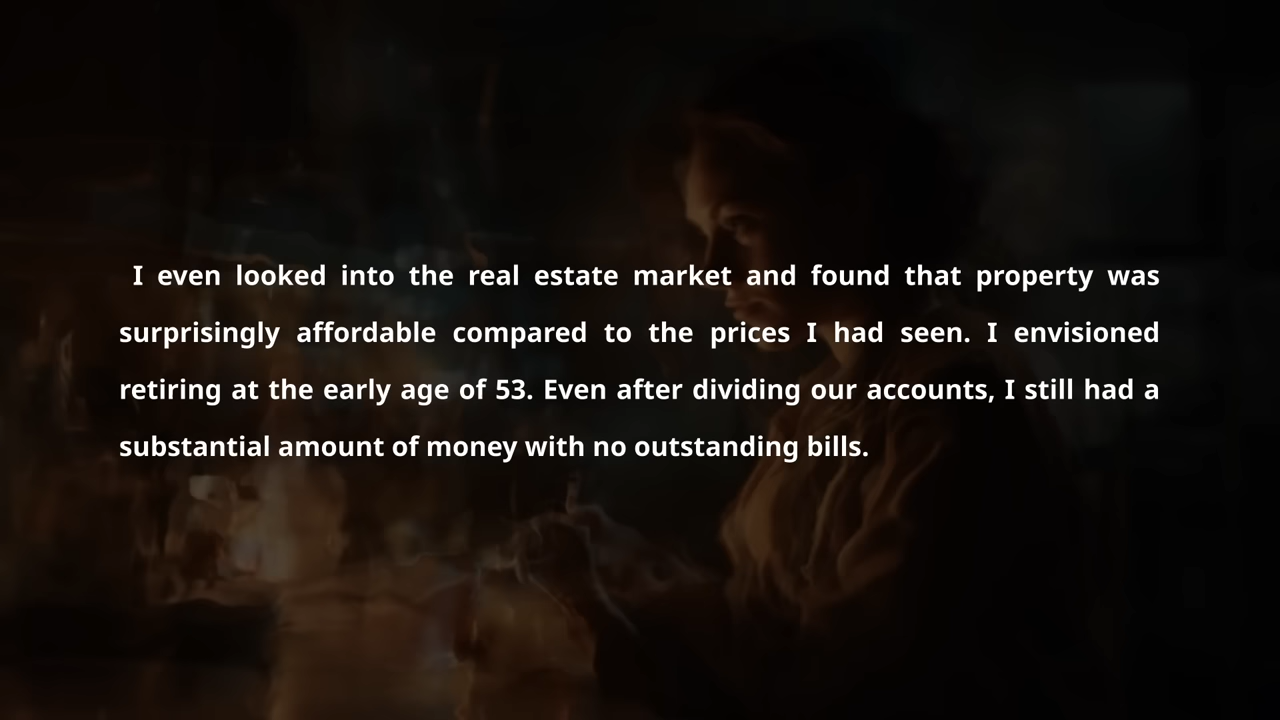 I even looked into the real estate market and found that property was
surprisingly affordable compared to the prices I had seen. I envisioned
retiring at the early age of 53. Even after dividing our accounts, I still had a
substantial amount of money with no outstanding bills.